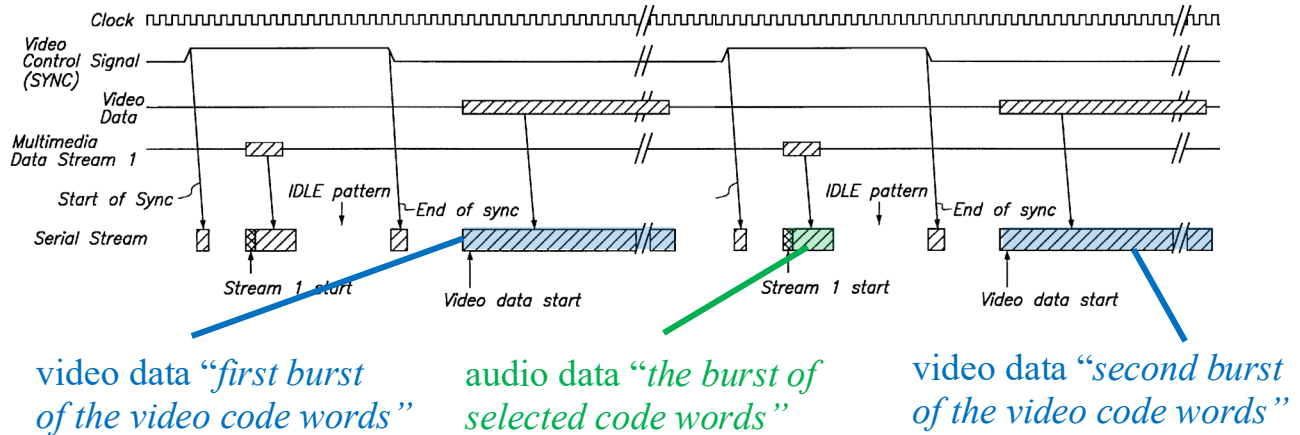 Clock
Video
Control Signal
(SYNC)
Video
Data
Multimedia
Data Stream 1
Start of Sync
IDLE pattern
End of sync
IDLE pattern
End of sync
Serial Stream
Stream 1 start
Video data start
Stream 1 start
Video data start
video data “first burst
of the video code words”
audio data “the burst of
selected code words”
video data “second burst
of the video code words”